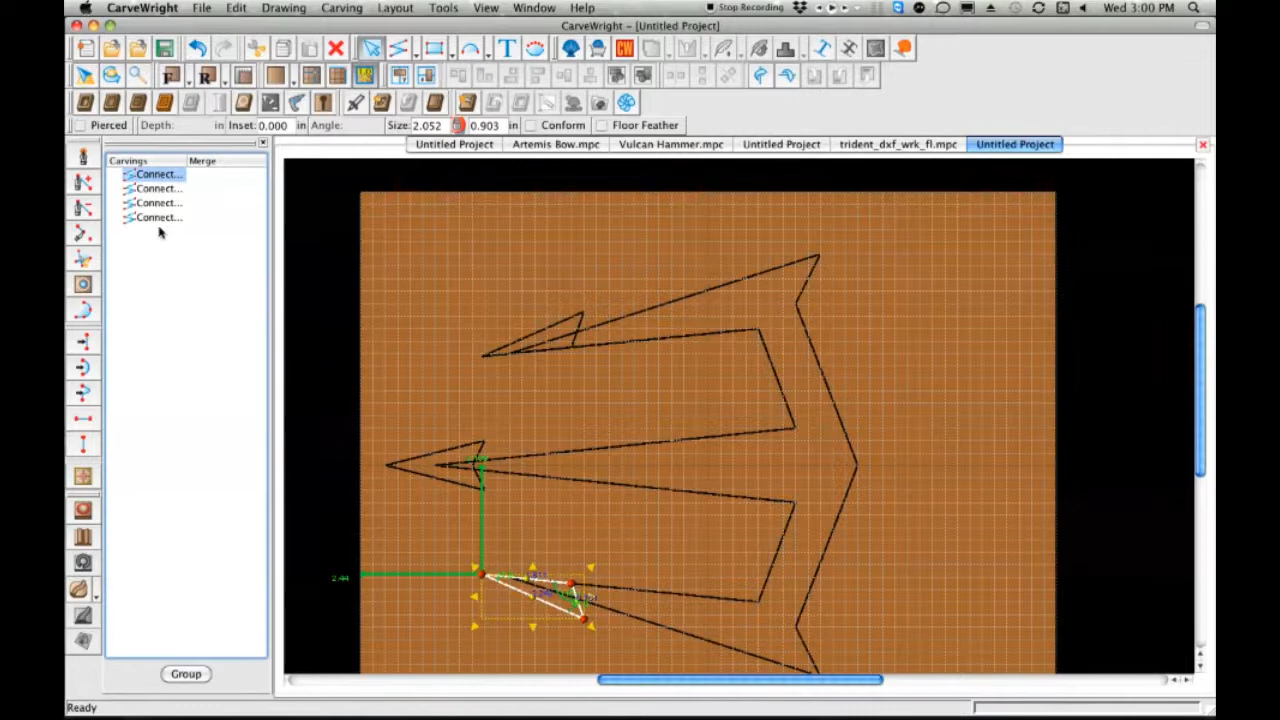 CarveWright File Edit Drawing Carving Layout Tools View Window Help Stop Recording Wed 3:00 PM
CarveWright - [Untitled Project]
T CW
F R
Pierced Depth: in Inset: 0.000 in Angle: Size: 2.052 0.903 in Conform Floor Feather
Untitled Project Artemis Bow.mpc Vulcan Hammer.mpc Untitled Project trident_dxf_wrk_fl.mpc Untitled Project
Carvings Merge
Connect...
Connect...
Connect...
Connect...
2.44
Group
Ready